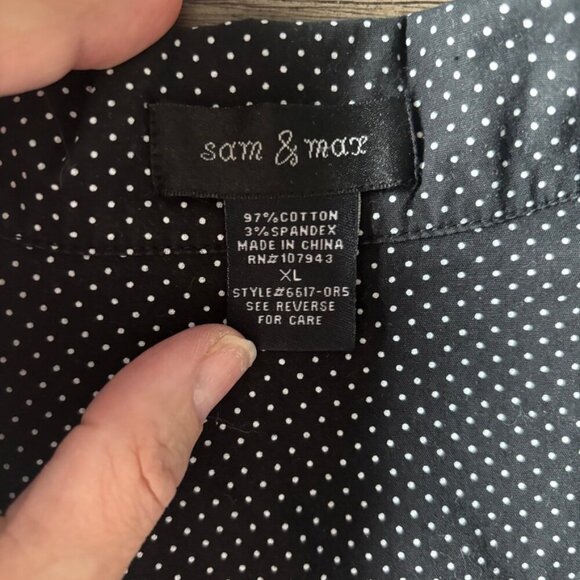 sam & max
97%COTTON
3%SPANDEX
MADE IN CHINA
RN#107943
XL
STYLE#6617-0R5
SEE REVERSE
FOR CARE